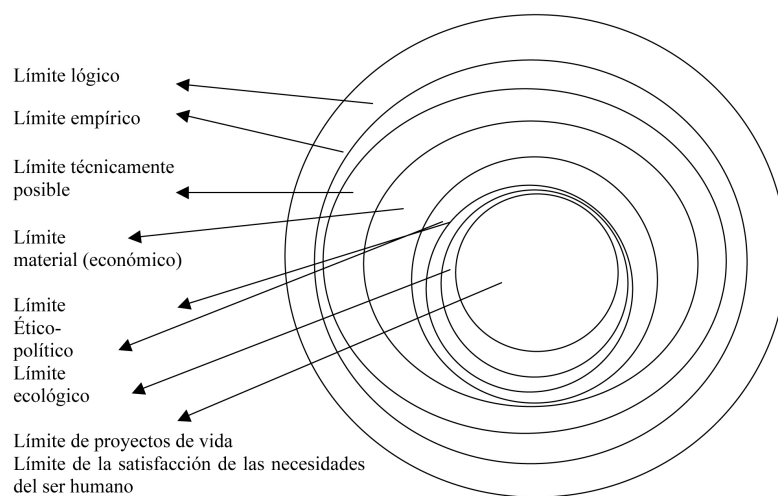 Límite lógico
Límite empírico
Límite técnicamente
posible
Límite
material (económico)
Límite
Ético-
político
Límite
ecológico
Límite de proyectos de vida
Límite de la satisfacción de las necesidades
del ser humano